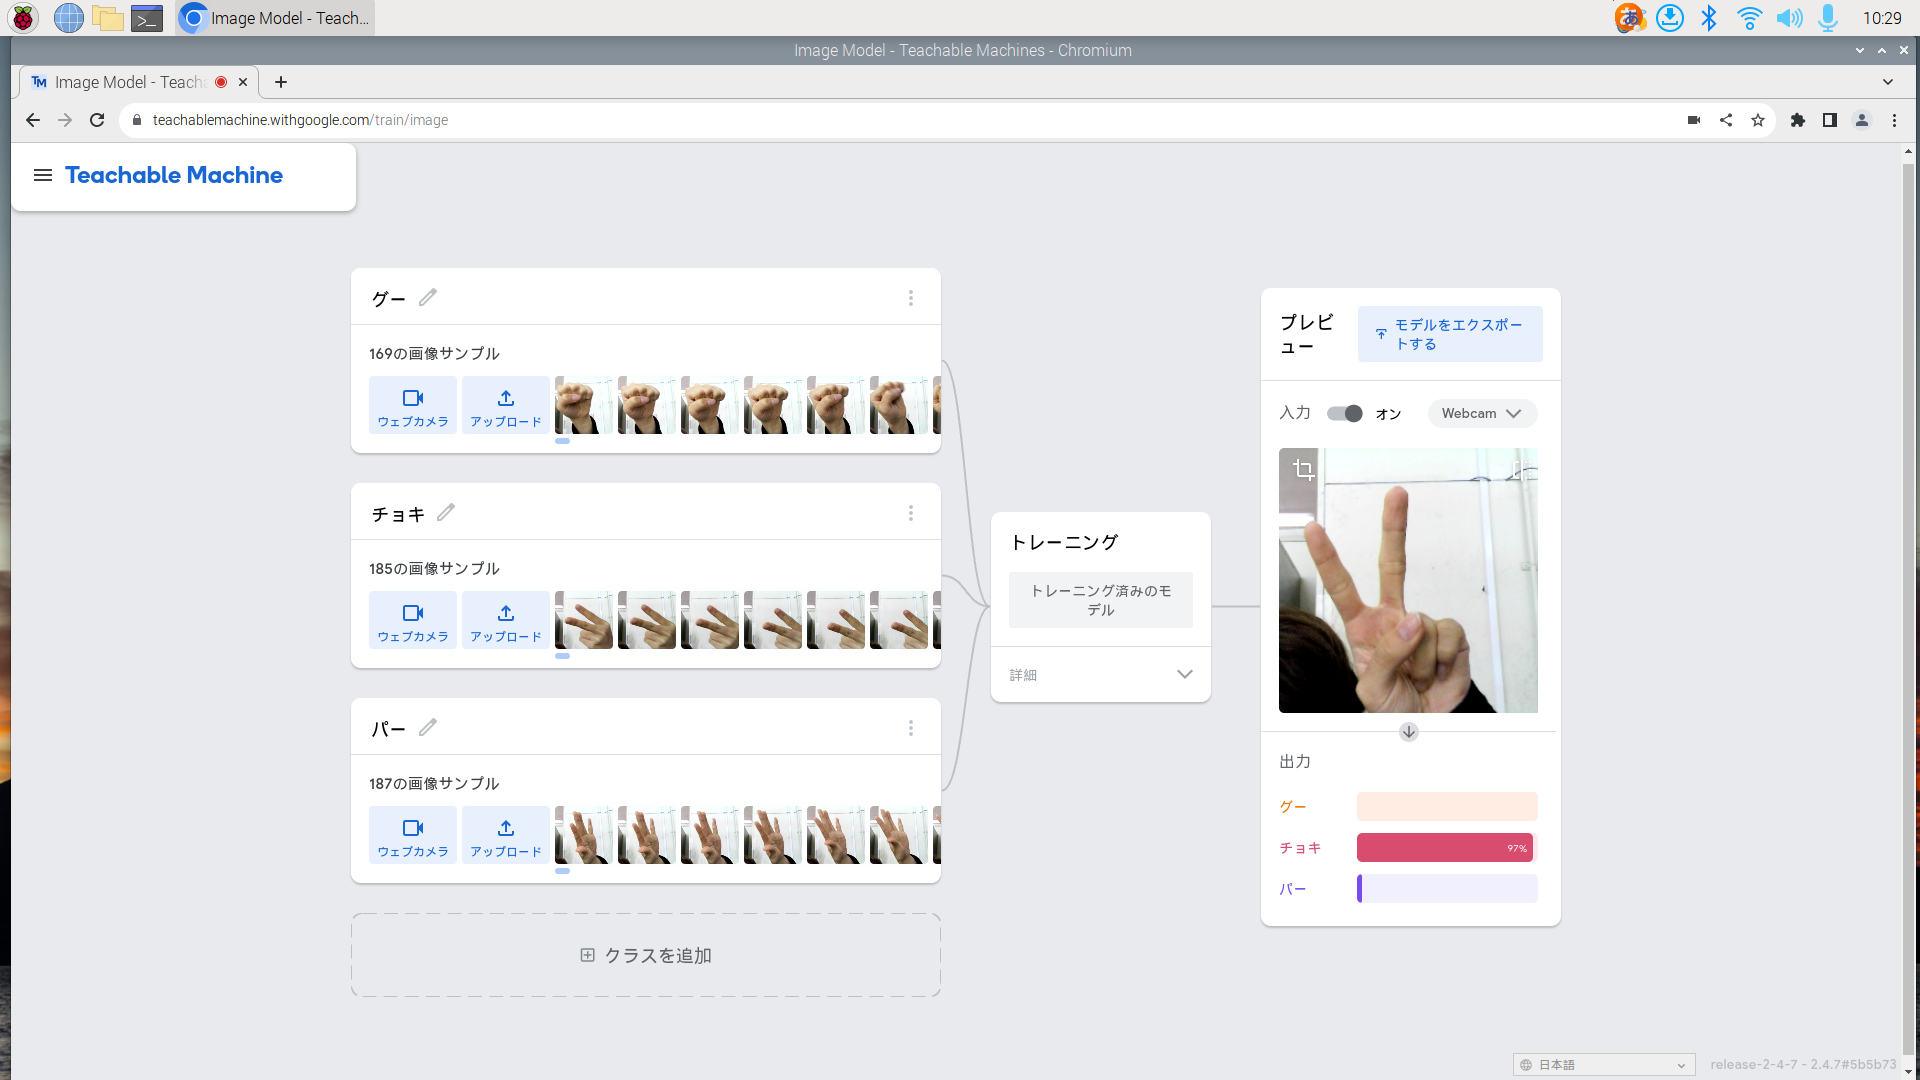 Image Model - Teach...
10:29
Image Model - Teachable Machines - Chromium
Image Model - Teacha
teachablemachine.withgoogle.com/train/image
Teachable Machine
グー
169の画像サンプル
ウェブカメラ
アップロード
チョキ
185の画像サンプル
ウェブカメラ
アップロード
パー
187の画像サンプル
ウェブカメラ
アップロード
クラスを追加
トレーニング
トレーニング済みのモ
デル
詳細
プレビ
ュー
モデルをエクスポー
トする
入力
オン
Webcam
出力
グー
チョキ
97%
パー
日本語
release-2-4-7 - 2.4.7#5b5b73